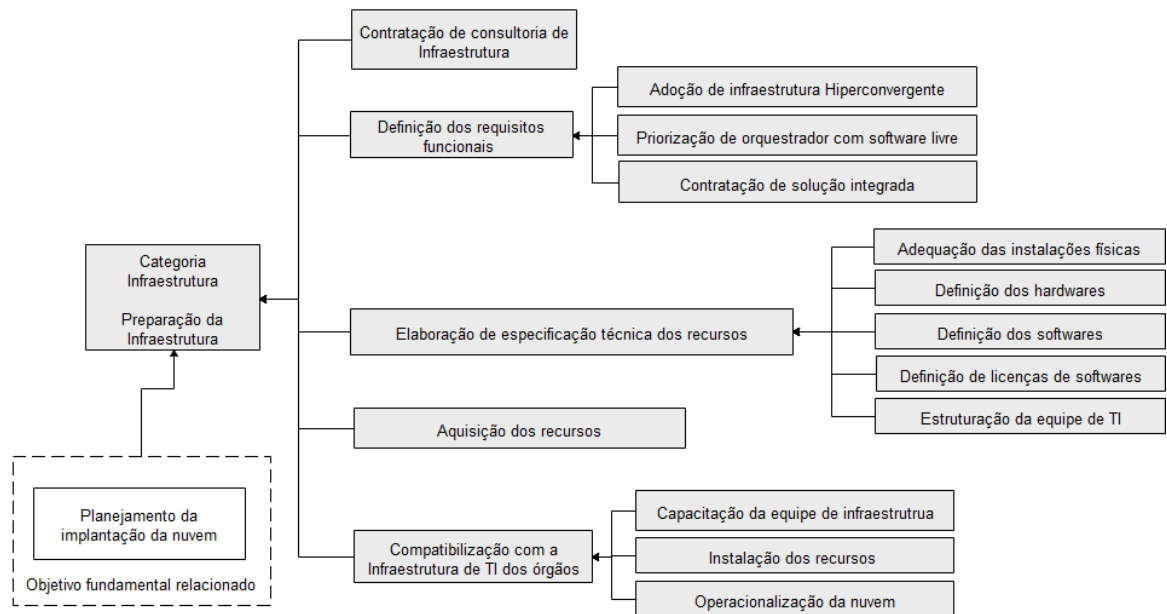 Contratação de consultoria de
Infraestrutura
Adoção de infraestrutura Hiperconvergente
Definição dos requisitos
funcionais
Priorização de orquestrador com software livre
Contratação de solução integrada
Categoria
Infraestrutura
Preparação da
Infraestrutura
Adequação das instalações físicas
Definição dos hardwares
Elaboração de especificação técnica dos recursos
Definição dos softwares
Definição de licenças de softwares
Estruturação da equipe de TI
Aquisição dos recursos
Planejamento da
implantação da nuvem
Objetivo fundamental relacionado
Capacitação da equipe de infraestrutrua
Compatibilização com a
Infraestrutura de TI dos órgãos
Instalação dos recursos
Operacionalização da nuvem